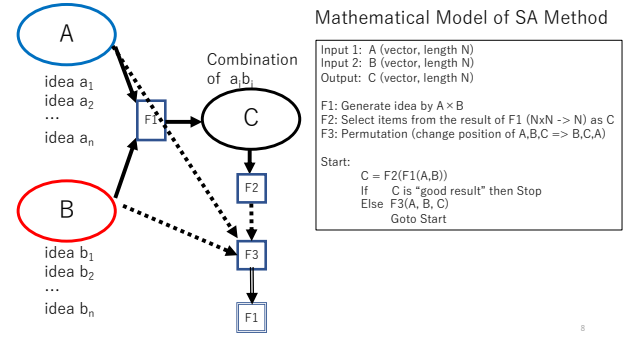 Mathematical Model of SA Method
A
idea a1
idea a2
...
idea an
F1
Combination
of aibi
C
F2
F3
F1
B
idea b1
idea b2
...
idea bn
Input 1: A (vector, length N)
Input 2: B (vector, length N)
Output: C (vector, length N)
F1: Generate idea by A×B
F2: Select items from the result of F1 (NxN -> N) as C
F3: Permutation (change position of A,B,C => B,C,A)
Start:
C = F2(F1(A,B))
If C is “good result” then Stop
Else F3(A, B, C)
Goto Start
8